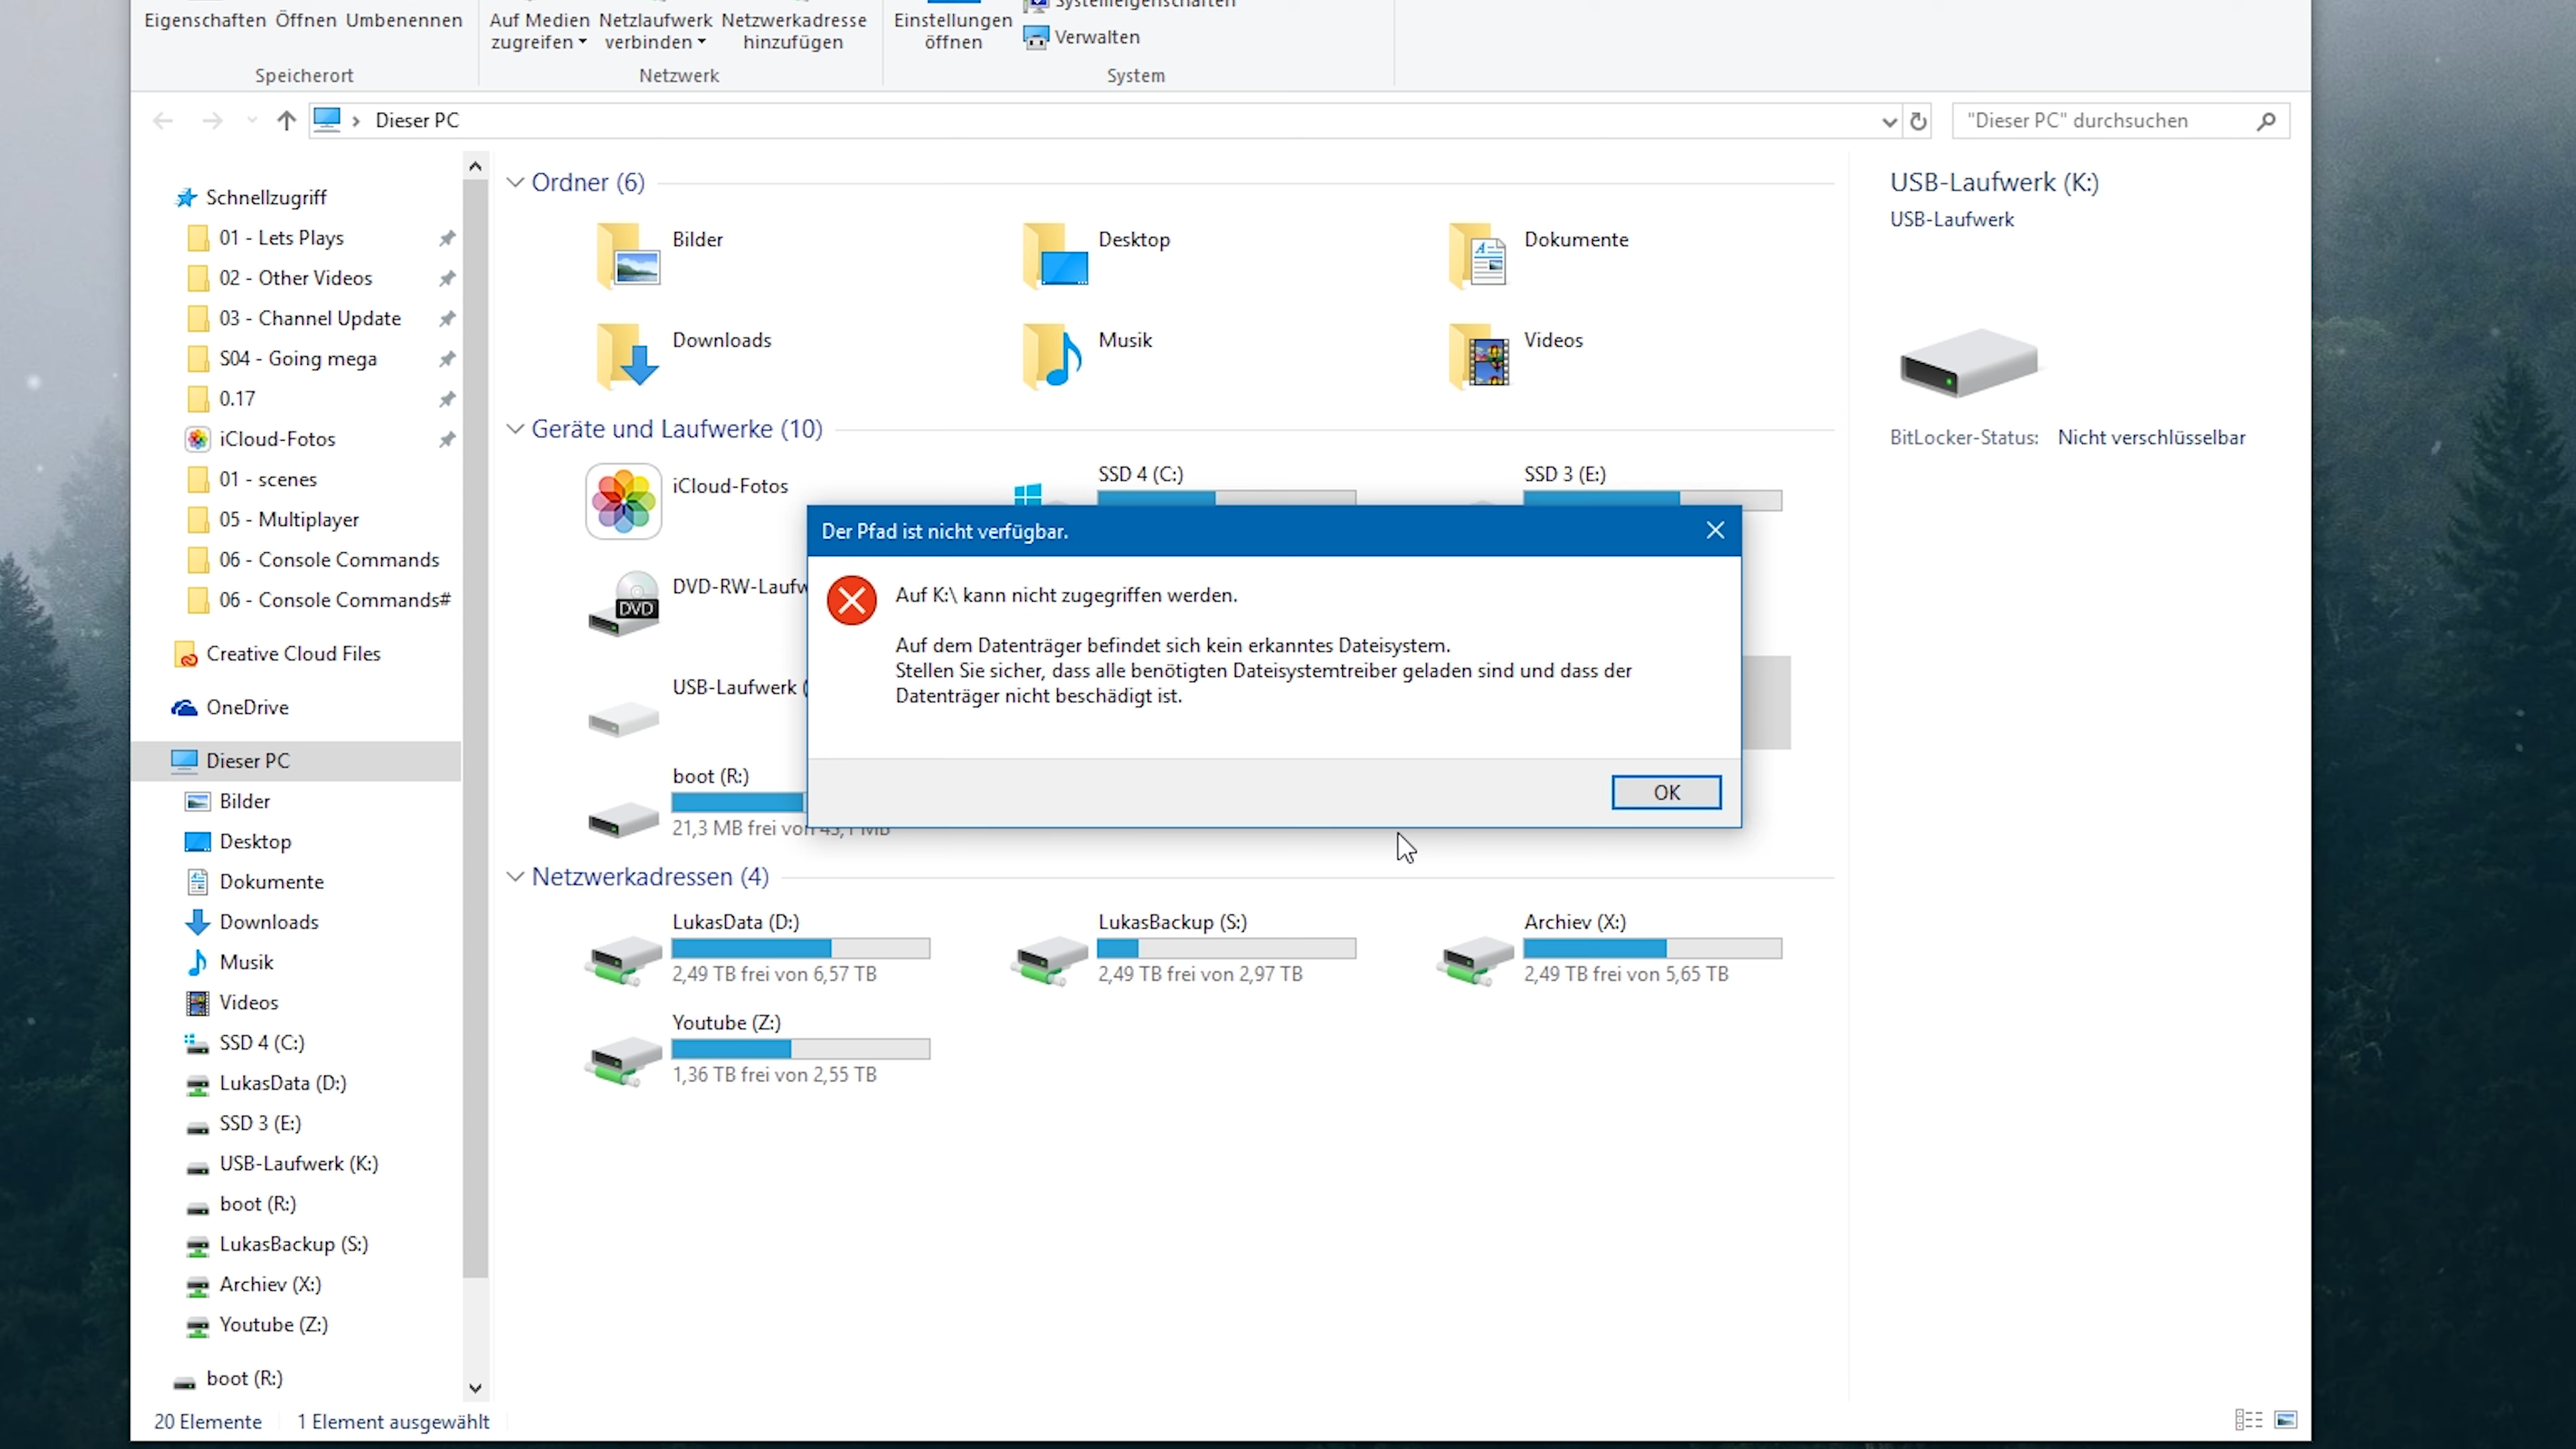 Systemeigenschaften
Eigenschaften Öffnen Umbenennen
Auf Medien zugreifen
Netzlaufwerk verbinden
Netzwerkadresse hinzufügen
Einstellungen öffnen
Verwalten
Speicherort
Netzwerk
System
Dieser PC
"Dieser PC" durchsuchen
Schnellzugriff
01 - Lets Plays
02 - Other Videos
03 - Channel Update
S04 - Going mega
0.17
iCloud-Fotos
01 - scenes
05 - Multiplayer
06 - Console Commands
06 - Console Commands#
Creative Cloud Files
OneDrive
Dieser PC
Bilder
Desktop
Dokumente
Downloads
Musik
Videos
SSD 4 (C:)
LukasData (D:)
SSD 3 (E:)
USB-Laufwerk (K:)
boot (R:)
LukasBackup (S:)
Archiev (X:)
Youtube (Z:)
boot (R:)
Ordner (6)
Bilder
Desktop
Dokumente
Downloads
Musik
Videos
Geräte und Laufwerke (10)
iCloud-Fotos
SSD 4 (C:)
SSD 3 (E:)
DVD
DVD-RW-Laufw
USB-Laufwerk (
boot (R:)
21,3 MB frei von 43,1 MB
Der Pfad ist nicht verfügbar.
Auf K:\ kann nicht zugegriffen werden.
Auf dem Datenträger befindet sich kein erkanntes Dateisystem.
Stellen Sie sicher, dass alle benötigten Dateisystemtreiber geladen sind und dass der
Datenträger nicht beschädigt ist.
OK
Netzwerkadressen (4)
LukasData (D:)
2,49 TB frei von 6,57 TB
LukasBackup (S:)
2,49 TB frei von 2,97 TB
Archiev (X:)
2,49 TB frei von 5,65 TB
Youtube (Z:)
1,36 TB frei von 2,55 TB
USB-Laufwerk (K:)
USB-Laufwerk
BitLocker-Status: Nicht verschlüsselbar
20 Elemente
1 Element ausgewählt